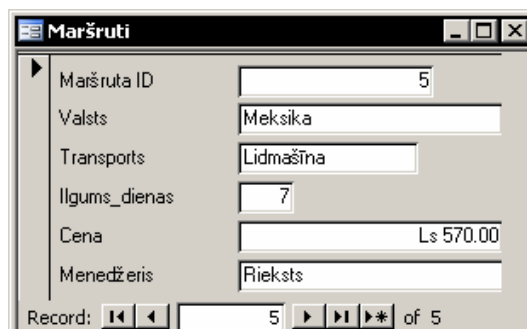 Maršruti
Maršruta ID 5
Valsts Meksika
Transports Lidmašīna
Ilgums_dienas 7
Cena Ls 570.00
Menedžeris Rieksts
Record: 5 of 5